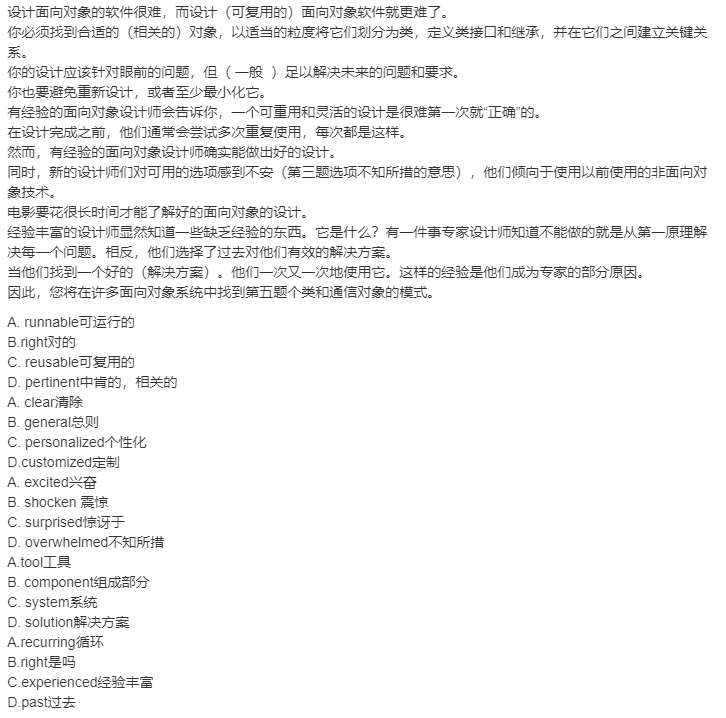 设计面向对象的软件很难，而设计（可复用的）面向对象软件就更难了。
你必须找到合适的（相关的）对象，以适当的粒度将它们划分为类，定义类接口和继承，并在它们之间建立关键关
系。
你的设计应该针对眼前的问题，但（ 一般  ）足以解决未来的问题和要求。
你也要避免重新设计，或者至少最小化它。
有经验的面向对象设计师会告诉你，一个可重用和灵活的设计是很难第一次就“正确”的。
在设计完成之前，他们通常会尝试多次重复使用，每次都是这样。
然而，有经验的面向对象设计师确实能做出好的设计。
同时，新的设计师们对可用的选项感到不安（第三题选项不知所措的意思），他们倾向于使用以前使用的非面向对
象技术。
电影要花很长时间才能了解好的面向对象的设计。
经验丰富的设计师显然知道一些缺乏经验的东西。它是什么？有一件事专家设计师知道不能做的就是从第一原理解
决每一个问题。相反，他们选择了过去对他们有效的解决方案。
当他们找到一个好的（解决方案）。他们一次又一次地使用它。这样的经验是他们成为专家的部分原因。
因此，您将在许多面向对象系统中找到第五题个类和通信对象的模式。
A. runnable可运行的
B.right对的
C. reusable可复用的
D. pertinent中肯的，相关的
A. clear清除
B. general总则
C. personalized个性化
D.customized定制
A. excited兴奋
B. shocken 震惊
C. surprised惊讶于
D. overwhelmed不知所措
A.tool工具
B. component组成部分
C. system系统
D. solution解决方案
A.recurring循环
B.right是吗
C.experienced经验丰富
D.past过去